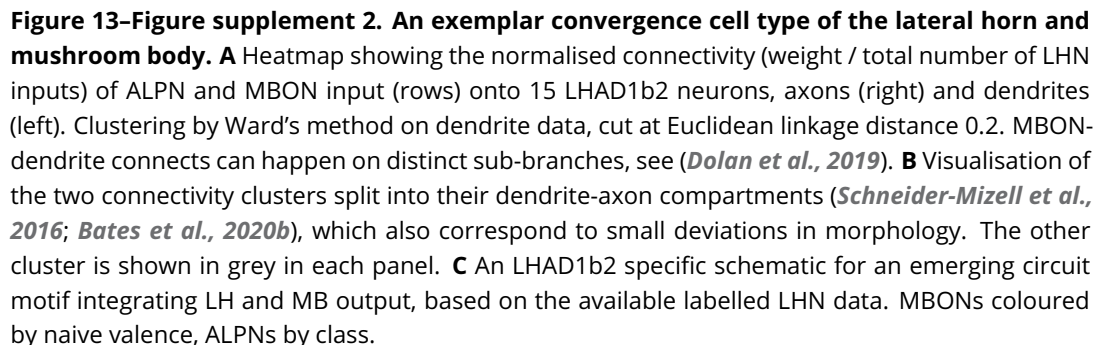 Figure 13–Figure supplement 2. An exemplar convergence cell type of the lateral horn and
mushroom body. A Heatmap showing the normalised connectivity (weight / total number of LHN
inputs) of ALPN and MBON input (rows) onto 15 LHAD1b2 neurons, axons (right) and dendrites
(left). Clustering by Ward's method on dendrite data, cut at Euclidean linkage distance 0.2. MBON-
dendrite connects can happen on distinct sub-branches, see (Dolan et al., 2019). B Visualisation of
the two connectivity clusters split into their dendrite-axon compartments (Schneider-Mizell et al.,
2016; Bates et al., 2020b), which also correspond to small deviations in morphology. The other
cluster is shown in grey in each panel. C An LHAD1b2 specific schematic for an emerging circuit
motif integrating LH and MB output, based on the available labelled LHN data. MBONs coloured
by naive valence, ALPNs by class.